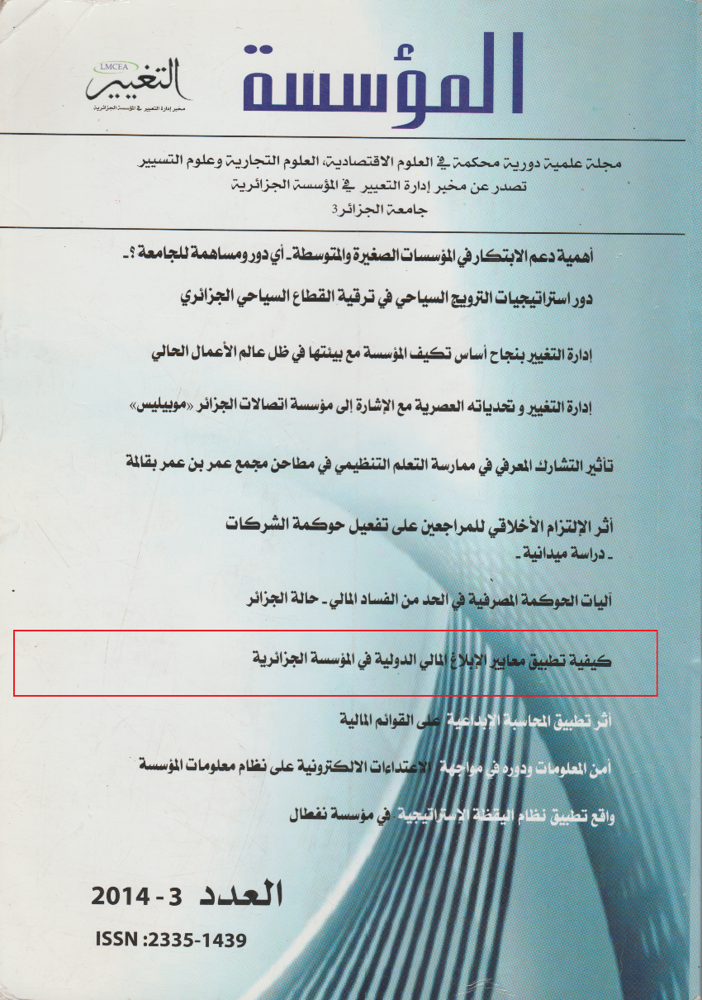 المؤسسة
LMCEA
التغيير
مخبر إدارة التغيير في المؤسسة الجزائرية
مجلة علمية دورية محكمة في العلوم الاقتصادية، العلوم التجارية وعلوم التسيير
تصدر عن مخبر إدارة التغيير في المؤسسة الجزائرية
جامعة الجزائر3
أهمية دعم الابتكار في المؤسسات الصغيرة والمتوسطة ـ أي دور ومساهمة للجامعة ؟ـ
دور استراتيجيات الترويج السياحي في ترقية القطاع السياحي الجزائري
إدارة التغيير بنجاح أساس تكيف المؤسسة مع بيئتها في ظل عالم الأعمال الحالي
إدارة التغيير و تحدياته العصرية مع الإشارة إلى مؤسسة اتصالات الجزائر «موبيليس»
تأثير التشارك المعرفي في ممارسة التعلم التنظيمي في مطاحن مجمع عمر بن عمر بقالمة
أثر الإلتزام الأخلاقي للمراجعين على تفعيل حوكمة الشركات
ـ دراسة ميدانية ـ
آليات الحوكمة المصرفية في الحد من الفساد المالي ـ حالة الجزائر
كيفية تطبيق معايير الإبلاغ المالي الدولية في المؤسسة الجزائرية
أثر تطبيق المحاسبة الإبداعية على القوائم المالية
أمن المعلومات ودوره في مواجهة الاعتداءات الالكترونية على نظام معلومات المؤسسة
واقع تطبيق نظام اليقظة الإستراتيجية في مؤسسة نفطال
العدد 3 - 2014
ISSN :2335-1439